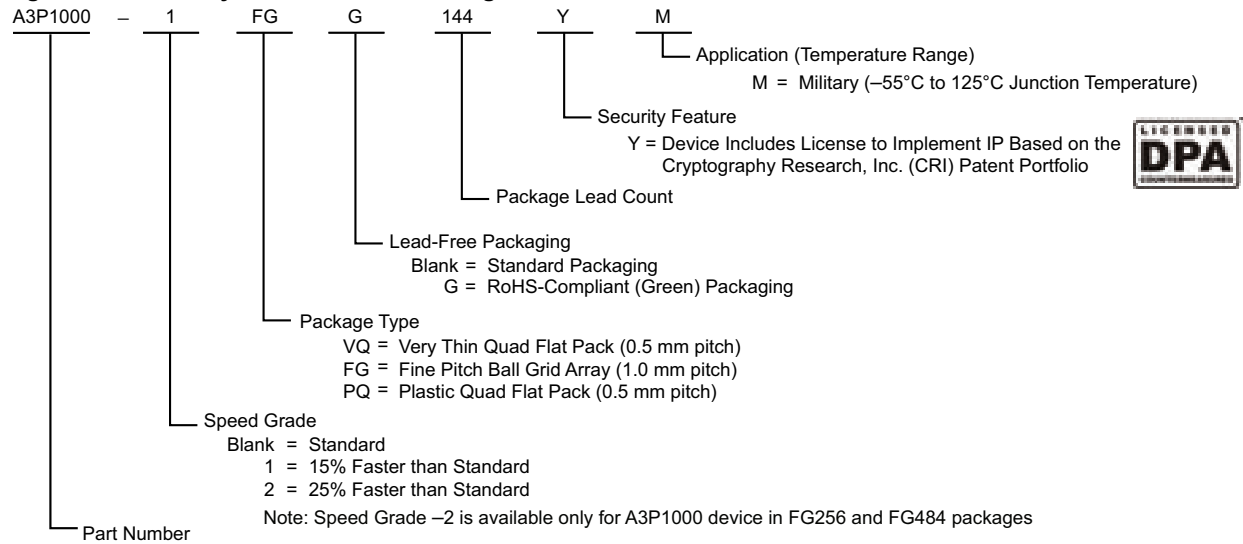 A3P1000 – 1 FG G 144 Y M
Application (Temperature Range)
M = Military (–55°C to 125°C Junction Temperature)
Security Feature
Y = Device Includes License to Implement IP Based on the
Cryptography Research, Inc. (CRI) Patent Portfolio
LICENSED
DPA
COUNTERMEASURES
Package Lead Count
Lead-Free Packaging
Blank = Standard Packaging
G = RoHS-Compliant (Green) Packaging
Package Type
VQ = Very Thin Quad Flat Pack (0.5 mm pitch)
FG = Fine Pitch Ball Grid Array (1.0 mm pitch)
PQ = Plastic Quad Flat Pack (0.5 mm pitch)
Speed Grade
Blank = Standard
1 = 15% Faster than Standard
2 = 25% Faster than Standard
Note: Speed Grade –2 is available only for A3P1000 device in FG256 and FG484 packages
Part Number